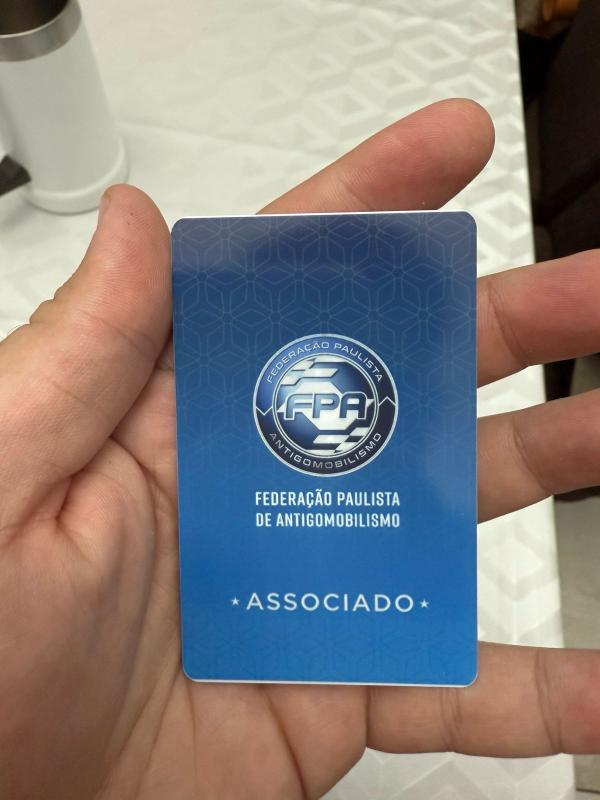 FEDERAÇÃO PAULISTA
FPA
ANTIGOMOBILISMO
FEDERAÇÃO PAULISTA
DE ANTIGOMOBILISMO
★ ASSOCIADO ★